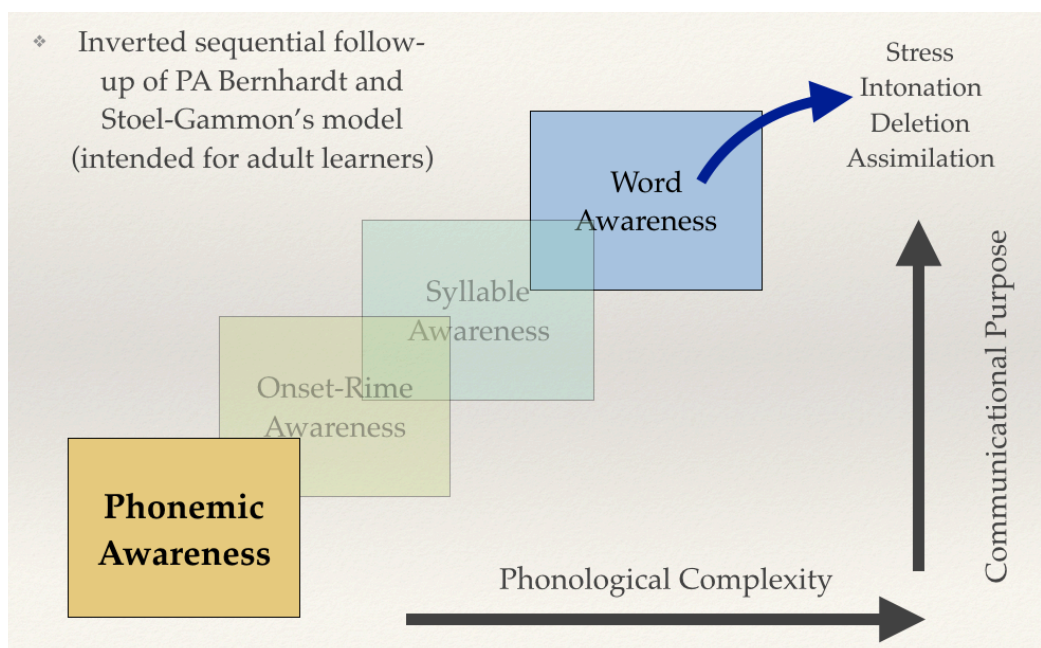 Inverted sequential follow-
up of PA Bernhardt and
Stoel-Gammon’s model
(intended for adult learners)
Stress
Intonation
Deletion
Assimilation
Word
Awareness
Syllable
Awareness
Onset-Rime
Awareness
Phonemic
Awareness
Phonological Complexity
Communicational Purpose